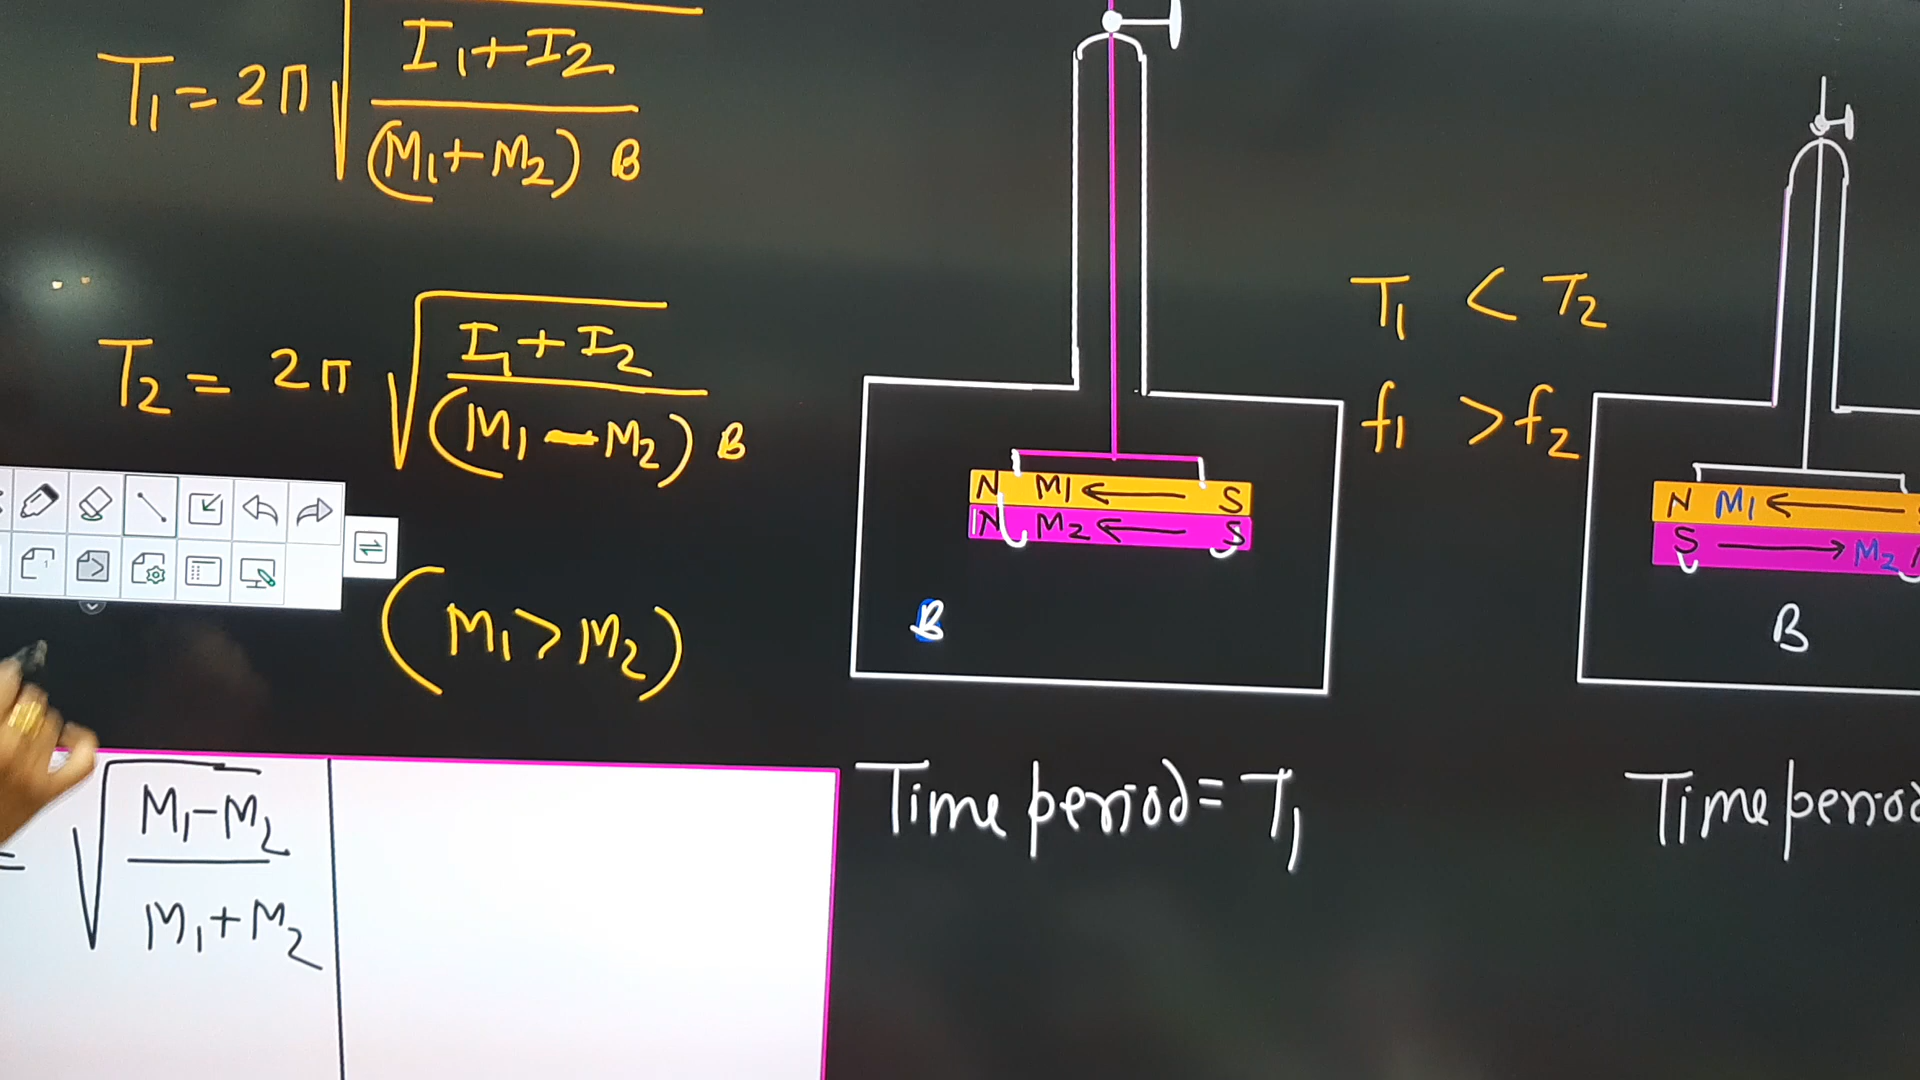 T₁ = 2π √((I₁+I₂)/((M₁+M₂) B))
T₂ = 2π √((I₁+I₂)/((M₁-M₂) B))
(M₁ > M₂)
= √((M₁-M₂)/(M₁+M₂))
N M1 ← S
N M2 ← S
B
Time period = T₁
T₁ < T₂
f₁ > f₂
N M₁ ←
S → M₂
B
Time period